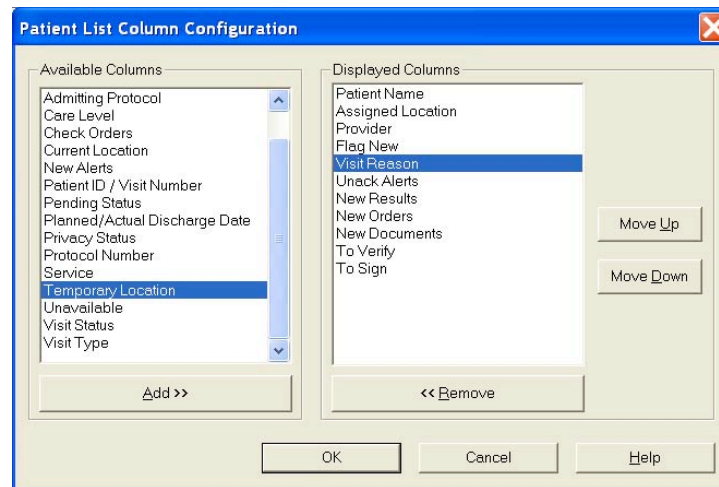 Patient List Column Configuration
Available Columns
Admitting Protocol
Care Level
Check Orders
Current Location
New Alerts
Patient ID / Visit Number
Pending Status
Planned/Actual Discharge Date
Privacy Status
Protocol Number
Service
Temporary Location
Unavailable
Visit Status
Visit Type
Add >>
Displayed Columns
Patient Name
Assigned Location
Provider
Flag New
Visit Reason
Unack Alerts
New Results
New Orders
New Documents
To Verify
To Sign
<< Remove
Move Up
Move Down
OK
Cancel
Help